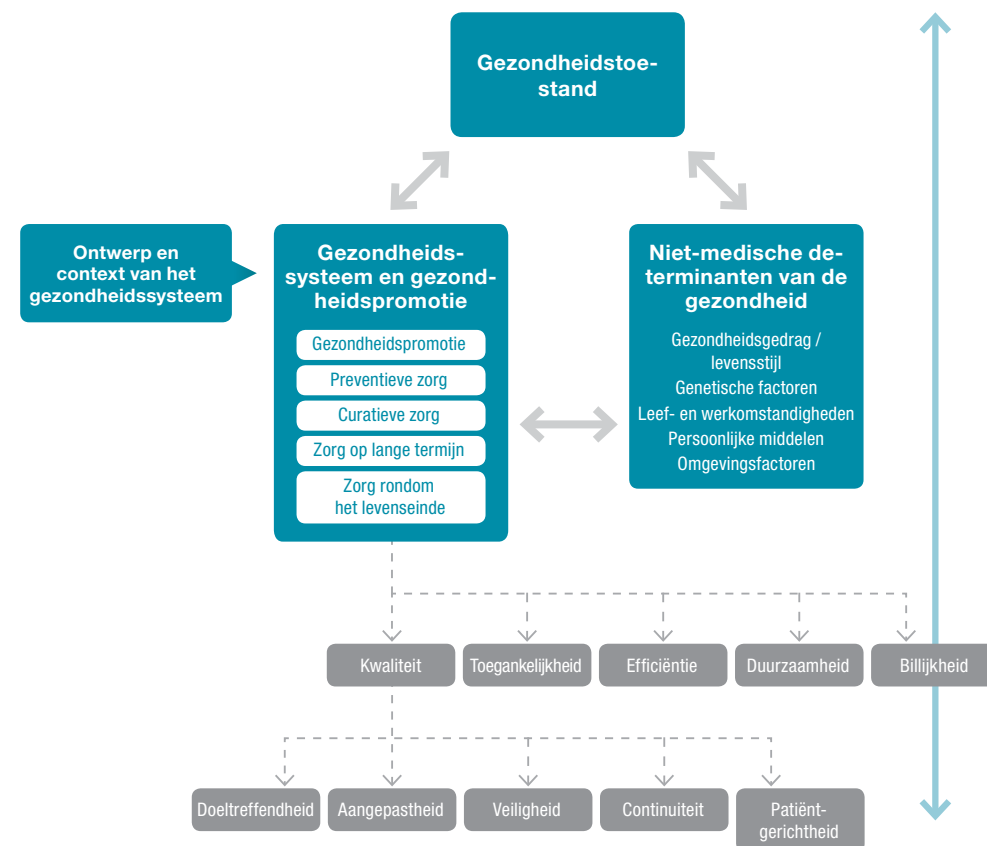 Gezondheidstoe-
stand
Ontwerp en
context van het
gezondheidssysteem
Gezondheids-
systeem en gezond-
heidspromotie
Gezondheidspromotie
Preventieve zorg
Curatieve zorg
Zorg op lange termijn
Zorg rondom
het levenseinde
Niet-medische de-
terminanten van de
gezondheid
Gezondheidsgedrag /
levensstijl
Genetische factoren
Leef- en werkomstandigheden
Persoonlijke middelen
Omgevingsfactoren
Kwaliteit
Toegankelijkheid
Efficiëntie
Duurzaamheid
Billijkheid
Doeltreffendheid
Aangepastheid
Veiligheid
Continuiteit
Patiënt-
gerichtheid